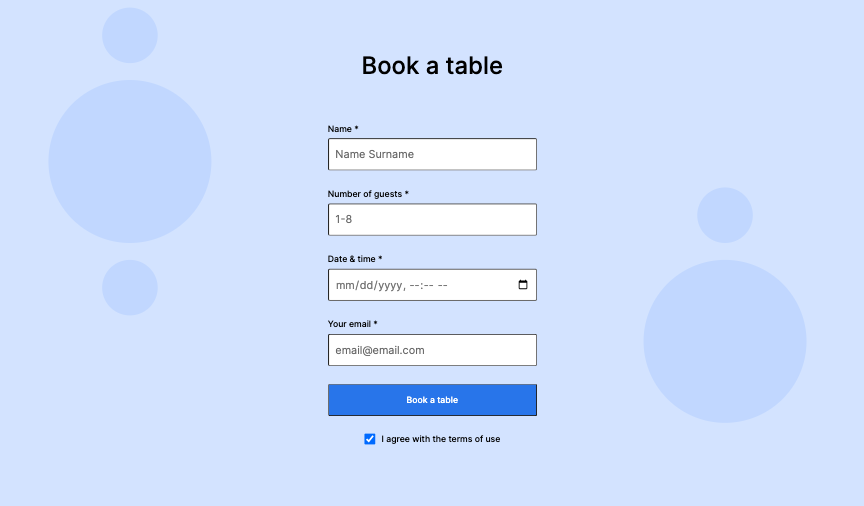 Book a table
Name *
Name Surname
Number of guests *
1-8
Date & time *
mm/dd/yyyy, --:-- --
Your email *
email@email.com
Book a table
I agree with the terms of use